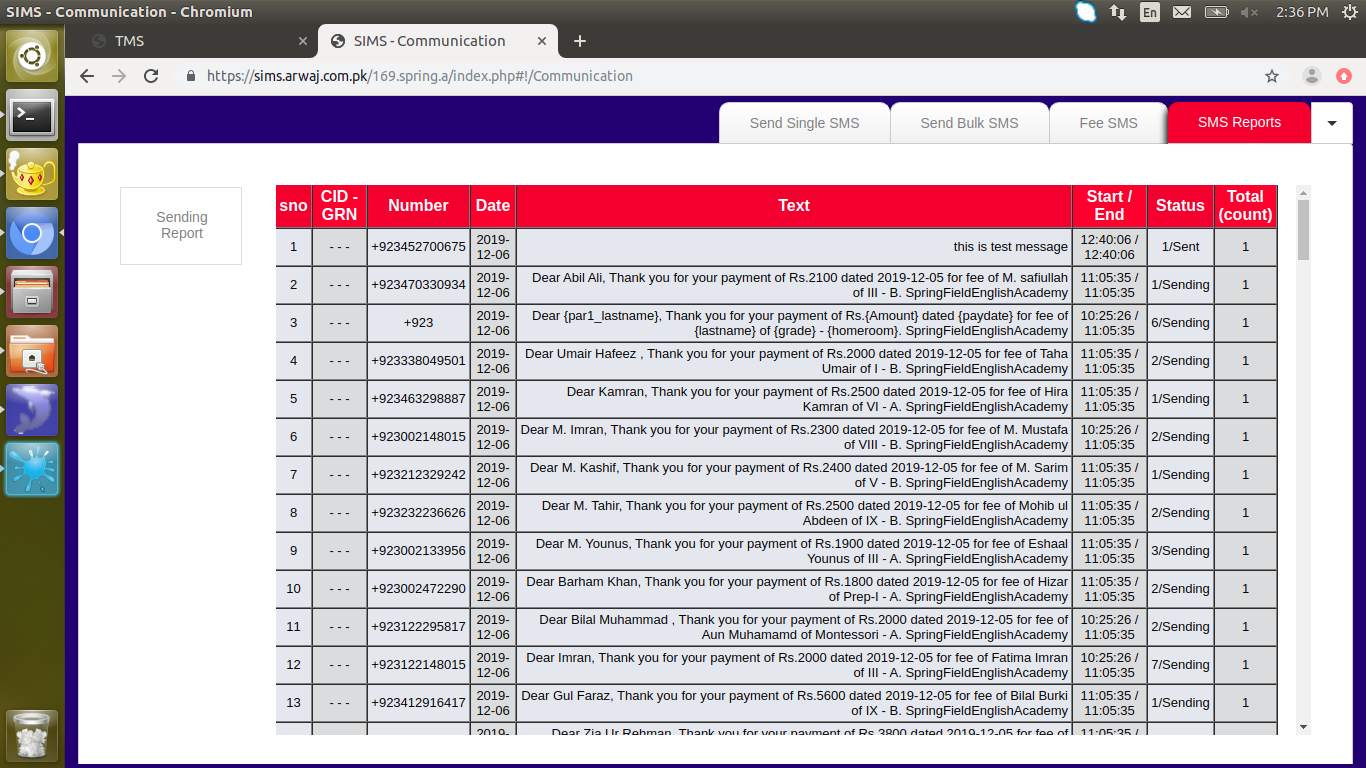 SIMS - Communication - Chromium
En
2:36 PM
TMS
SIMS - Communication
https://sims.arwaj.com.pk/169.spring.a/index.php#!/Communication
Send Single SMS
Send Bulk SMS
Fee SMS
SMS Reports
Sending
Report
sno CID - GRN Number Date Text Start / End Status Total (count)
1 - - - +923452700675 2019-12-06 this is test message 12:40:06 / 12:40:06 1/Sent 1
2 - - - +923470330934 2019-12-06 Dear Abil Ali, Thank you for your payment of Rs.2100 dated 2019-12-05 for fee of M. safiullah of III - B. SpringFieldEnglishAcademy 11:05:35 / 11:05:35 1/Sending 1
3 - - - +923 2019-12-06 Dear {par1_lastname}, Thank you for your payment of Rs.{Amount} dated {paydate} for fee of {lastname} of {grade} - {homeroom}. SpringFieldEnglishAcademy 10:25:26 / 11:05:35 6/Sending 1
4 - - - +923338049501 2019-12-06 Dear Umair Hafeez , Thank you for your payment of Rs.2000 dated 2019-12-05 for fee of Taha Umair of I - B. SpringFieldEnglishAcademy 11:05:35 / 11:05:35 2/Sending 1
5 - - - +923463298887 2019-12-06 Dear Kamran, Thank you for your payment of Rs.2500 dated 2019-12-05 for fee of Hira Kamran of VI - A. SpringFieldEnglishAcademy 11:05:35 / 11:05:35 1/Sending 1
6 - - - +923002148015 2019-12-06 Dear M. Imran, Thank you for your payment of Rs.2300 dated 2019-12-05 for fee of M. Mustafa of VIII - B. SpringFieldEnglishAcademy 10:25:26 / 11:05:35 2/Sending 1
7 - - - +923212329242 2019-12-06 Dear M. Kashif, Thank you for your payment of Rs.2400 dated 2019-12-05 for fee of M. Sarim of V - B. SpringFieldEnglishAcademy 11:05:35 / 11:05:35 1/Sending 1
8 - - - +923232236626 2019-12-06 Dear M. Tahir, Thank you for your payment of Rs.2500 dated 2019-12-05 for fee of Mohib ul Abdeen of IX - B. SpringFieldEnglishAcademy 11:05:35 / 11:05:35 2/Sending 1
9 - - - +923002133956 2019-12-06 Dear M. Younus, Thank you for your payment of Rs.1900 dated 2019-12-05 for fee of Eshaal Younus of III - A. SpringFieldEnglishAcademy 11:05:35 / 11:05:35 3/Sending 1
10 - - - +923002472290 2019-12-06 Dear Barham Khan, Thank you for your payment of Rs.1800 dated 2019-12-05 for fee of Hizar of Prep-I - A. SpringFieldEnglishAcademy 11:05:35 / 11:05:35 2/Sending 1
11 - - - +923122295817 2019-12-06 Dear Bilal Muhammad , Thank you for your payment of Rs.2000 dated 2019-12-05 for fee of Aun Muhamamd of Montessori - A. SpringFieldEnglishAcademy 10:25:26 / 11:05:35 2/Sending 1
12 - - - +923122148015 2019-12-06 Dear Imran, Thank you for your payment of Rs.2000 dated 2019-12-05 for fee of Fatima Imran of III - A. SpringFieldEnglishAcademy 10:25:26 / 11:05:35 7/Sending 1
13 - - - +923412916417 2019-12-06 Dear Gul Faraz, Thank you for your payment of Rs.5600 dated 2019-12-05 for fee of Bilal Burki of IX - B. SpringFieldEnglishAcademy 11:05:35 / 11:05:35 1/Sending 1
2019- Dear Zia Ur Rehman, Thank you for your payment of Rs.3800 dated 2019-12-05 for fee of 11:05:35 /